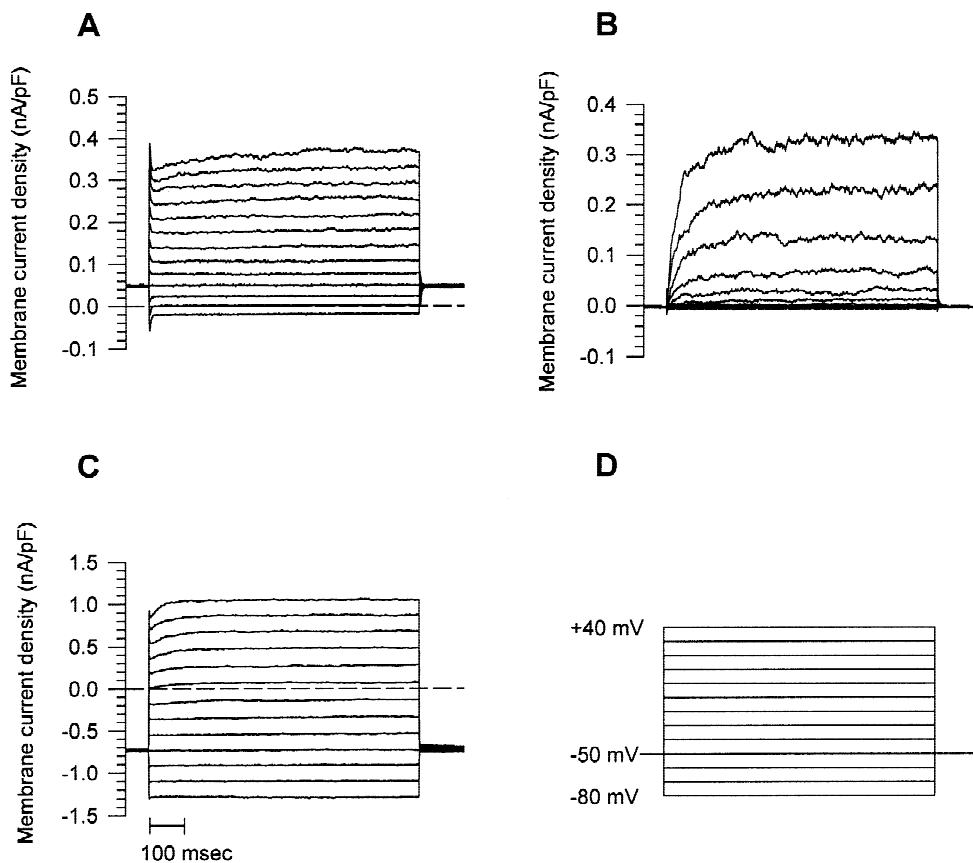 A
Membrane current density (nA/pF)
0.5
0.4
0.3
0.2
0.1
0.0
-0.1
B
Membrane current density (nA/pF)
0.4
0.3
0.2
0.1
0.0
-0.1
C
Membrane current density (nA/pF)
1.5
1.0
0.5
0.0
-0.5
-1.0
-1.5
100 msec
D
+40 mV
-50 mV
-80 mV